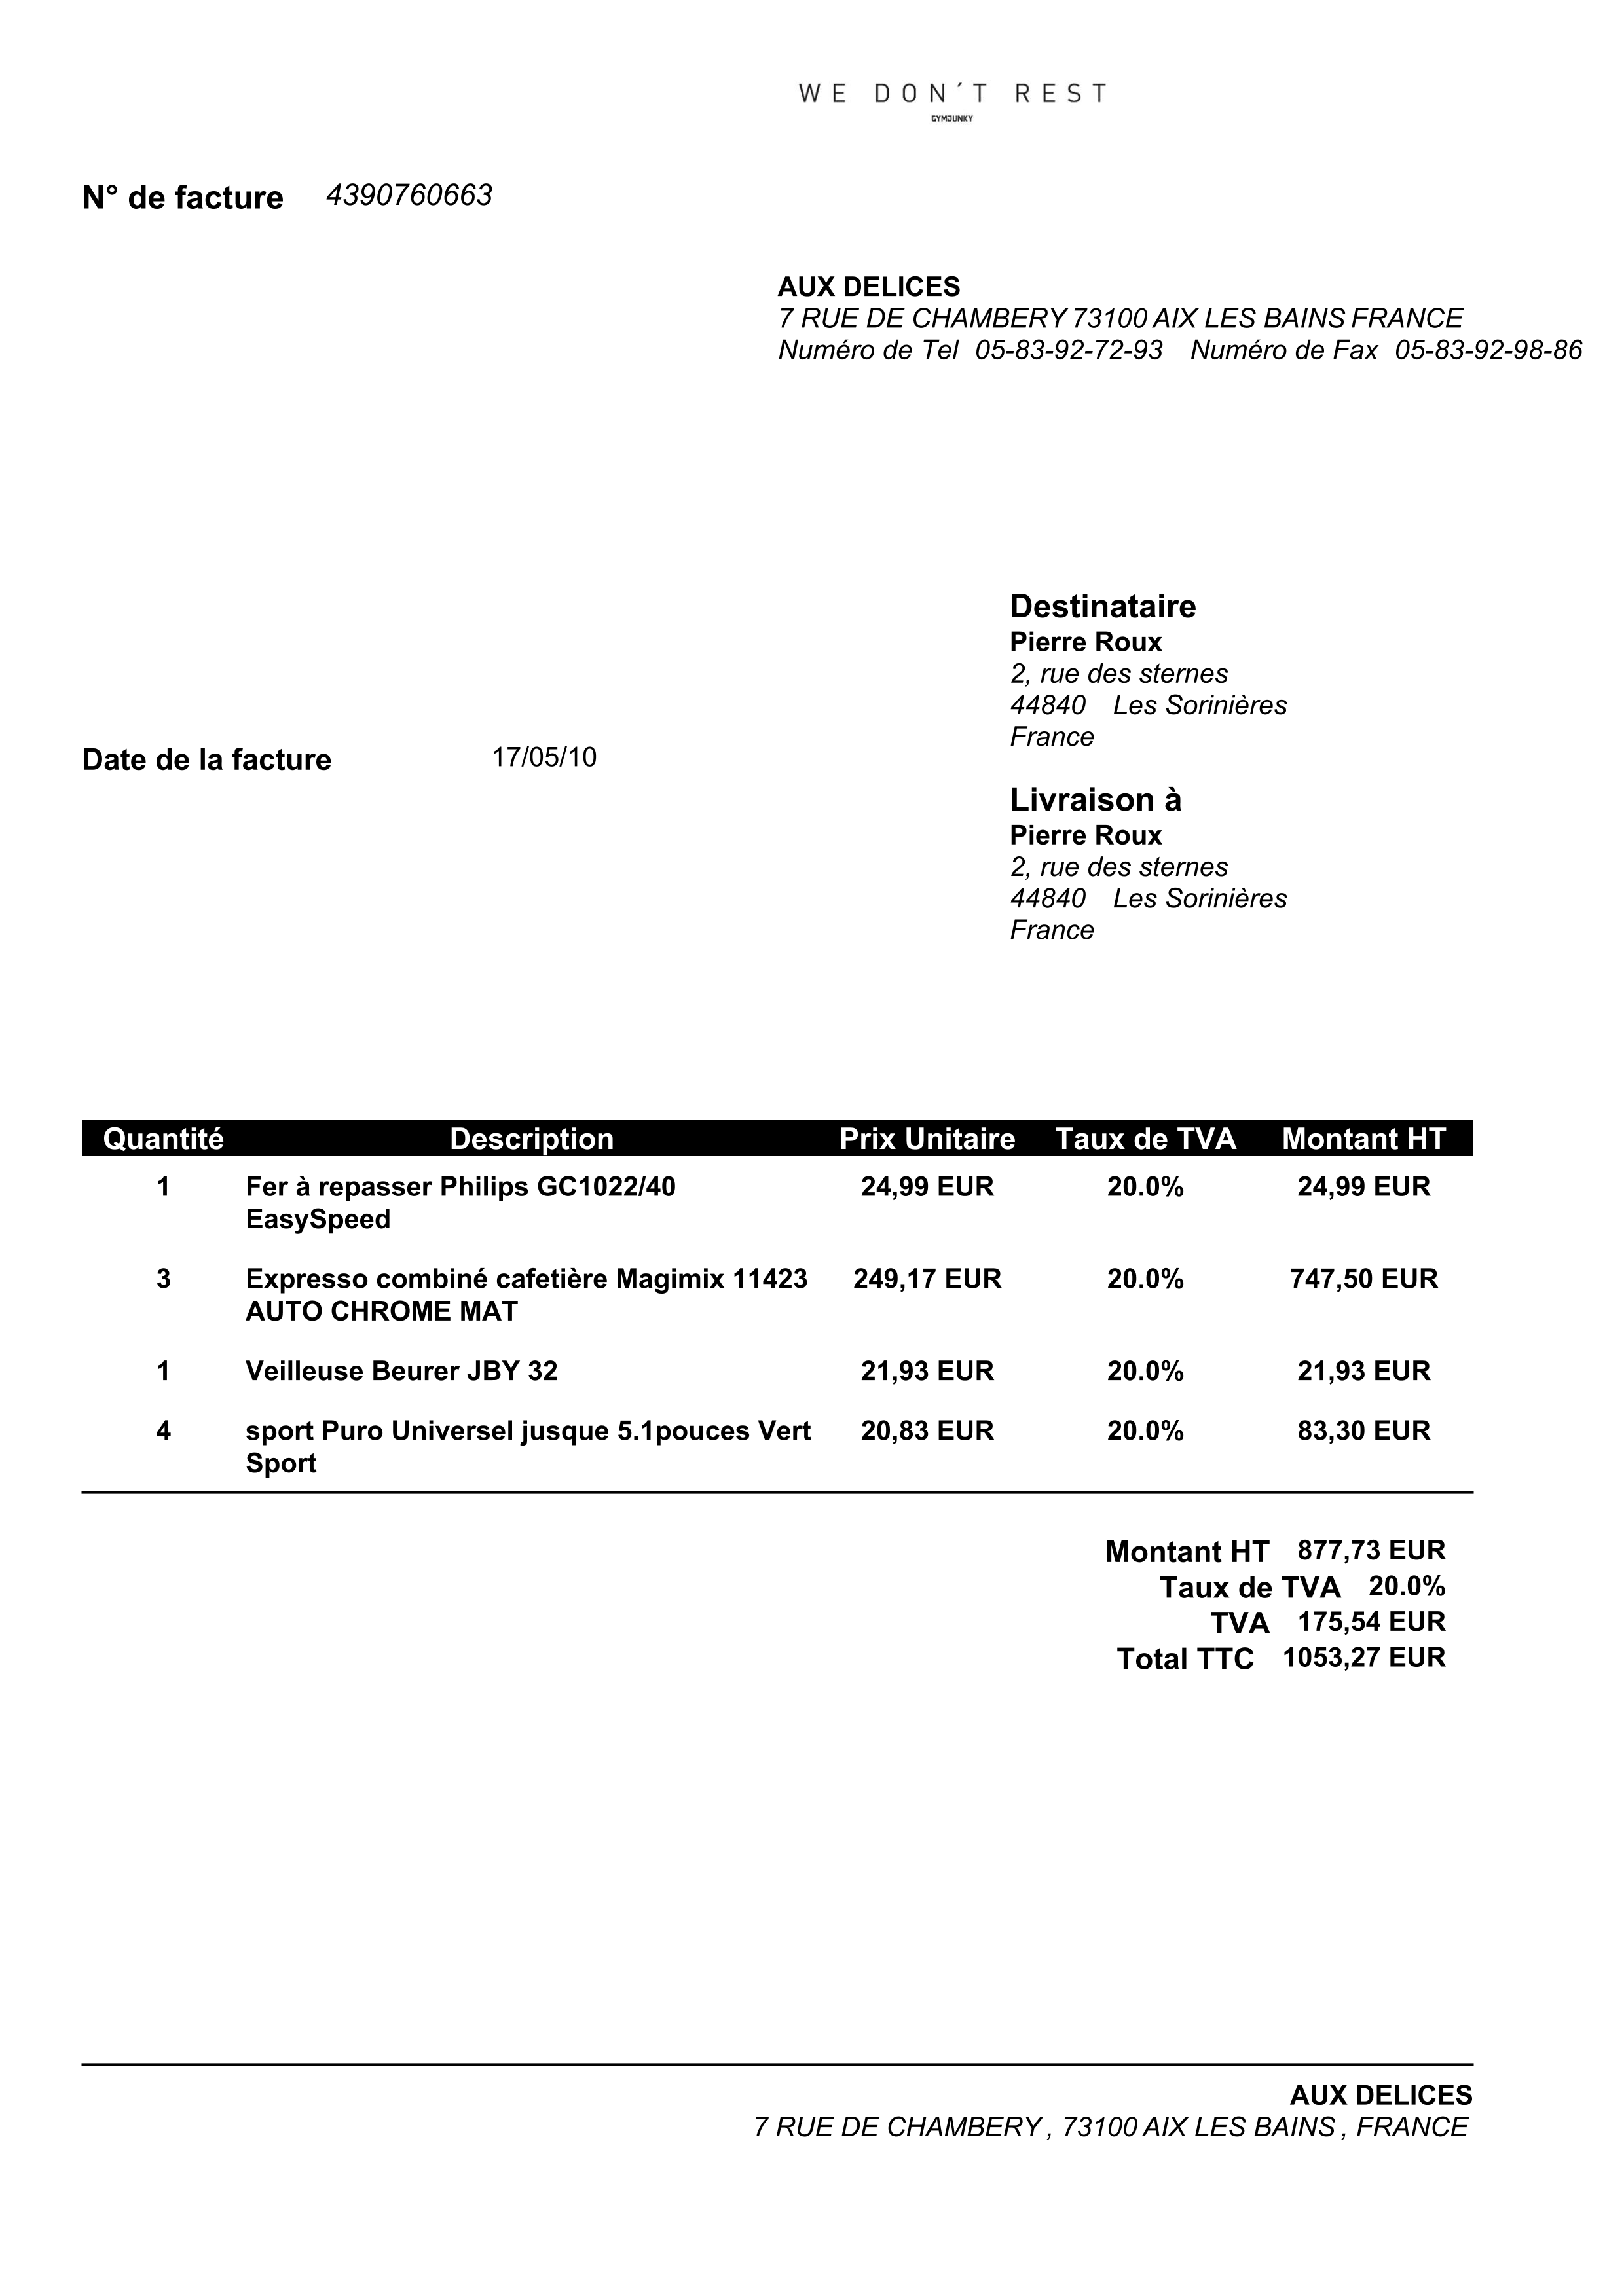 WE DON´T REST
GYMJUNKY
N° de facture 4390760663
AUX DELICES
7 RUE DE CHAMBERY 73100 AIX LES BAINS FRANCE
Numéro de Tel 05-83-92-72-93 Numéro de Fax 05-83-92-98-86
Destinataire
Pierre Roux
2, rue des sternes
44840 Les Sorinières
France
Date de la facture 17/05/10
Livraison à
Pierre Roux
2, rue des sternes
44840 Les Sorinières
France
Quantité Description Prix Unitaire Taux de TVA Montant HT
1 Fer à repasser Philips GC1022/40 24,99 EUR 20.0% 24,99 EUR
EasySpeed
3 Expresso combiné cafetière Magimix 11423 249,17 EUR 20.0% 747,50 EUR
AUTO CHROME MAT
1 Veilleuse Beurer JBY 32 21,93 EUR 20.0% 21,93 EUR
4 sport Puro Universel jusque 5.1pouces Vert 20,83 EUR 20.0% 83,30 EUR
Sport
Montant HT 877,73 EUR
Taux de TVA 20.0%
TVA 175,54 EUR
Total TTC 1053,27 EUR
AUX DELICES
7 RUE DE CHAMBERY , 73100 AIX LES BAINS , FRANCE